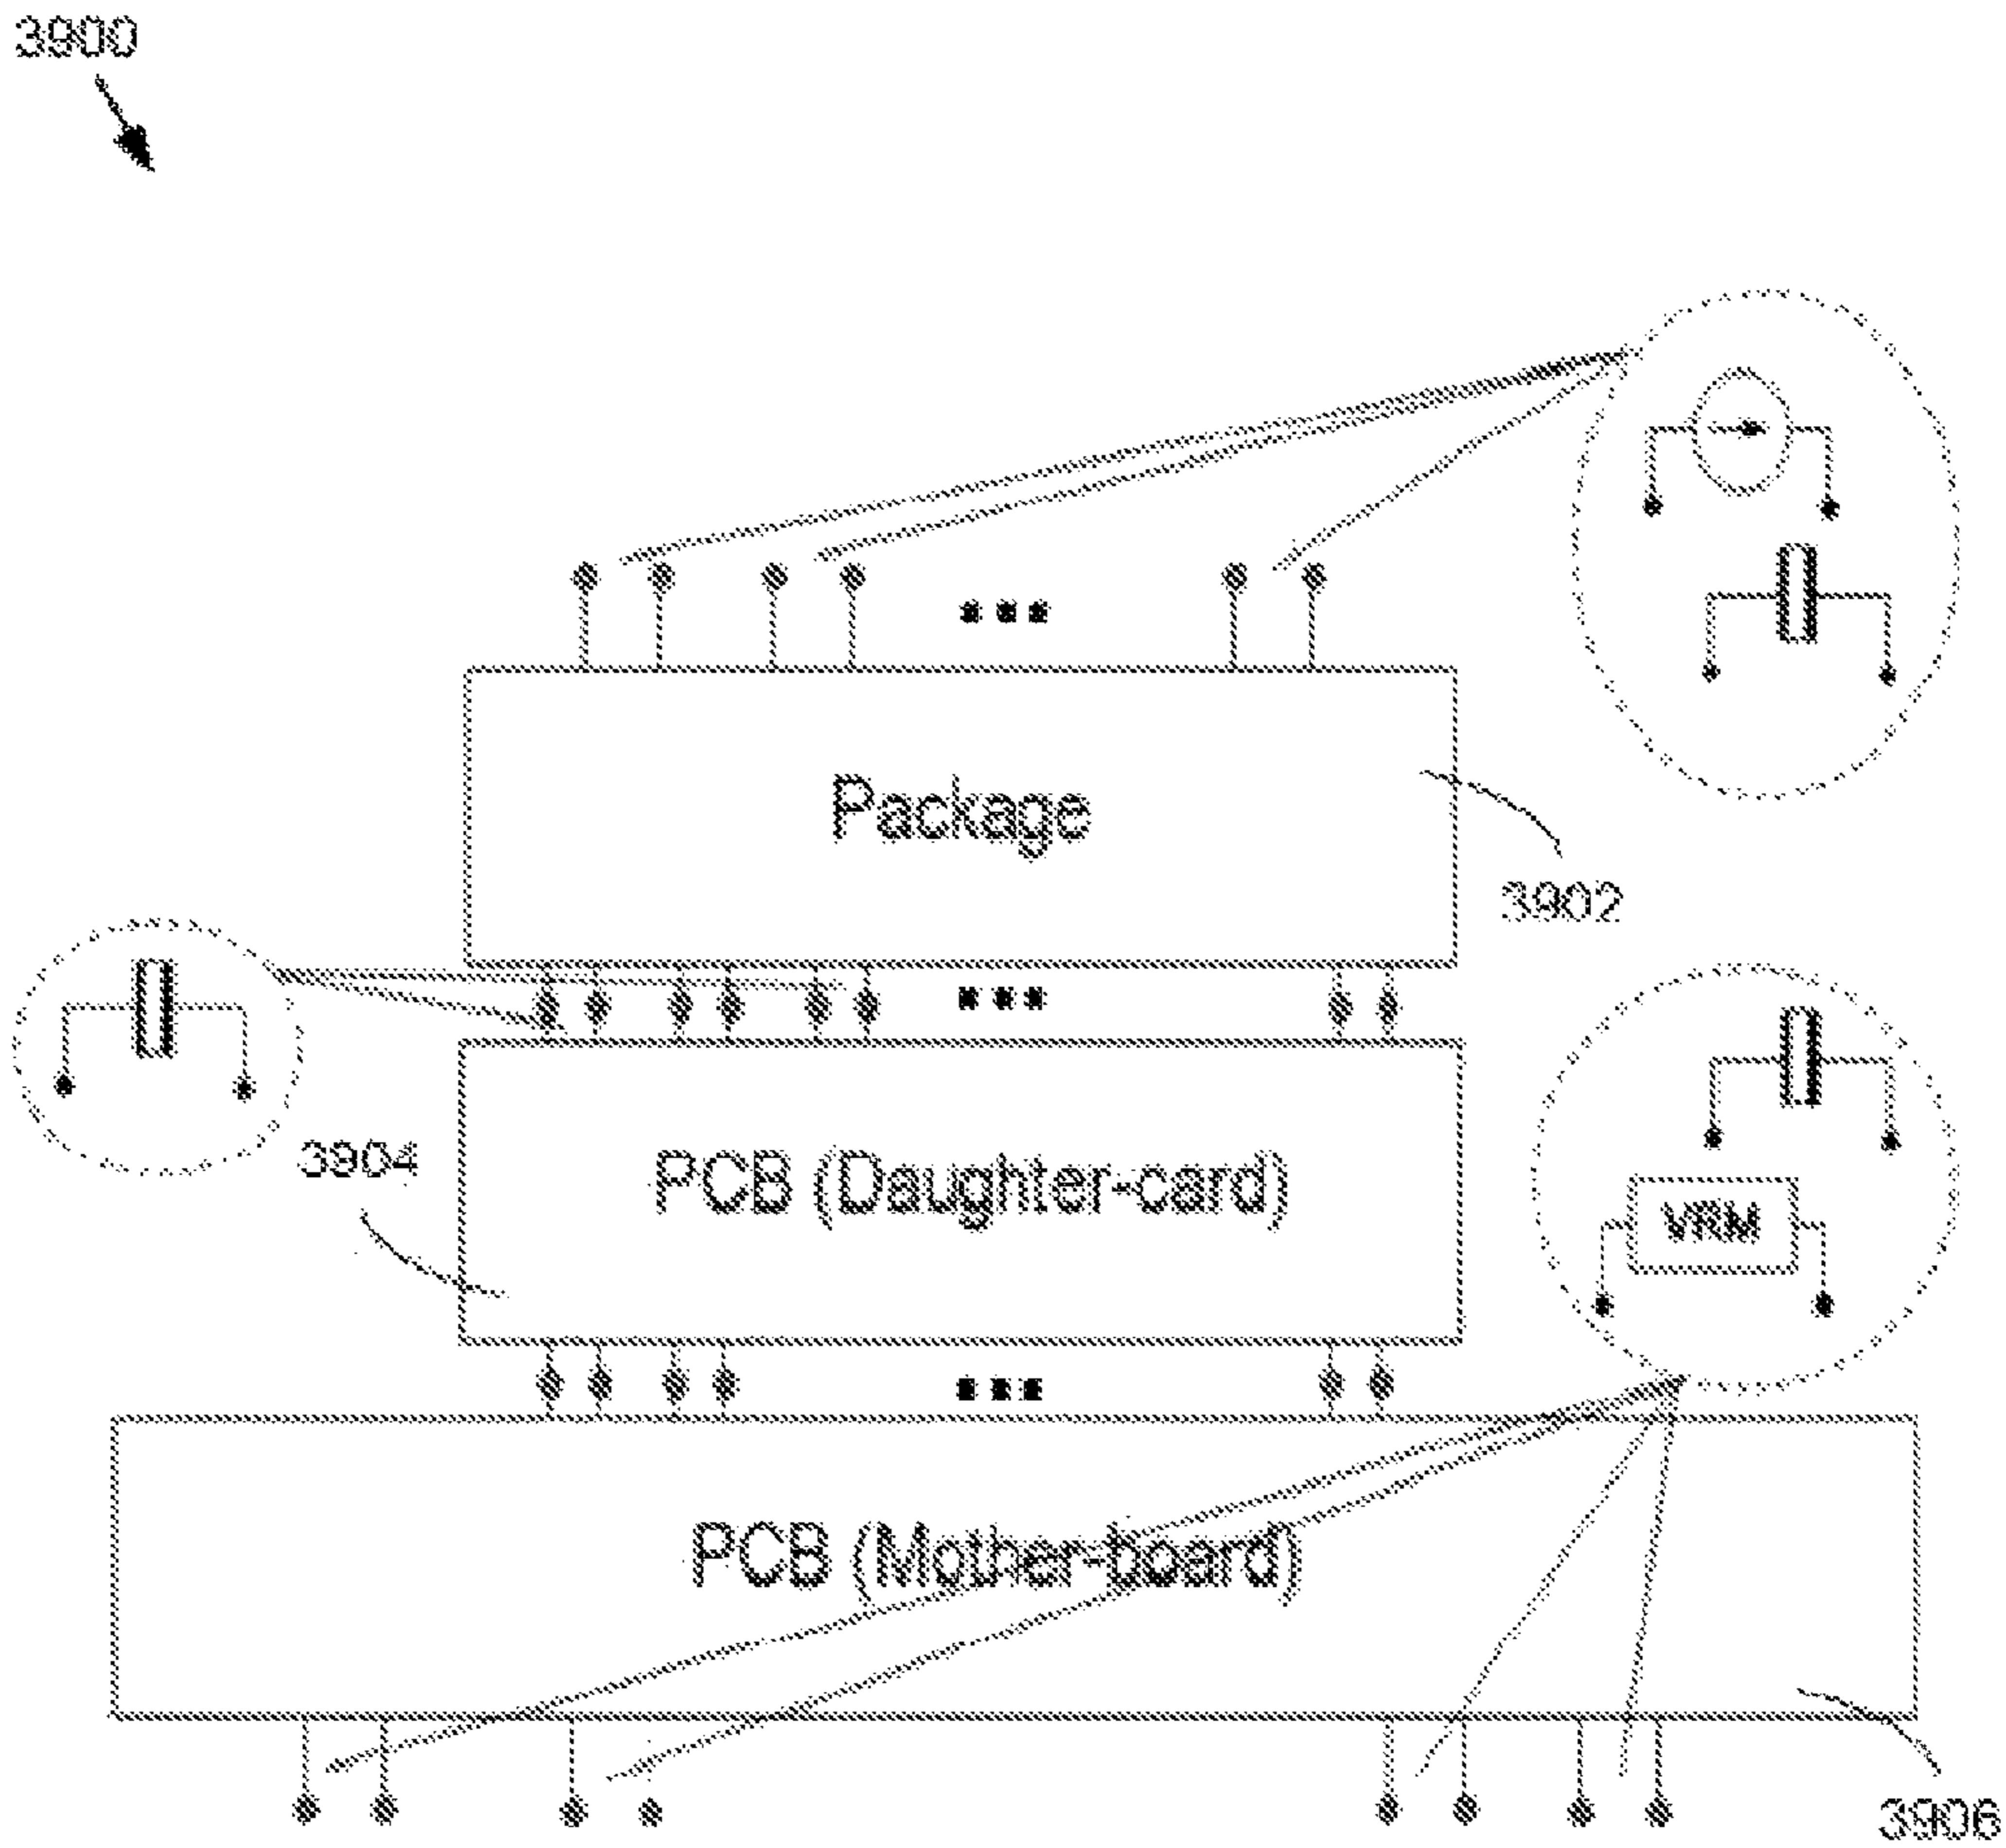 3900
Package
3902
3904
PCB (Daughter-card)
VRM
PCB (Mother-board)
3906